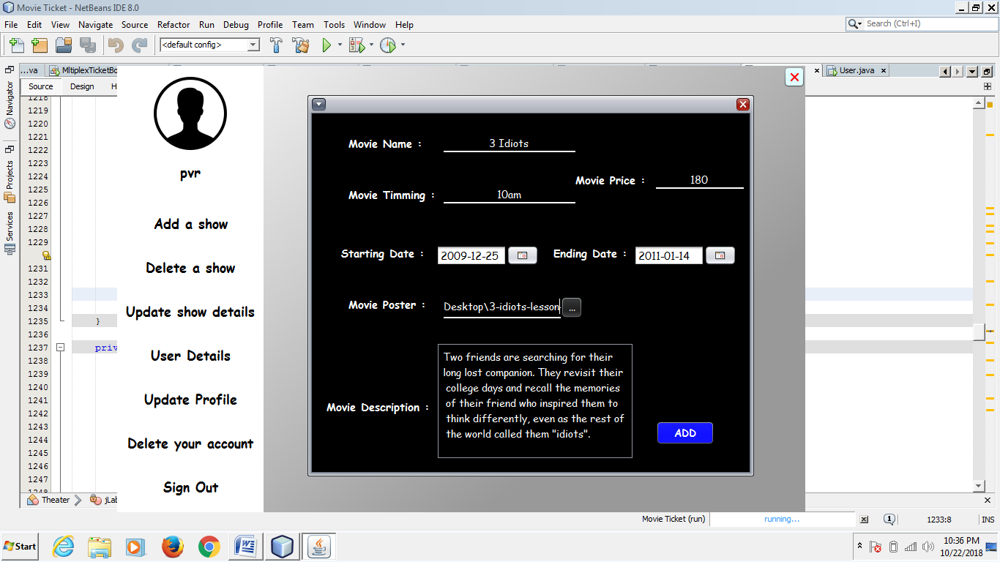 Movie Ticket - NetBeans IDE 8.0
File Edit View Navigate Source Refactor Run Debug Profile Team Tools Window Help
Search (Ctrl+I)
<default config>
...va MltiplexTicketBo User.java
Source Design H
Navigator
Projects
Services
1218
1219
1220
1221
1222
1223
1224
1225
1226
1227
1228
1229
1231
1232
1233
1234
1235 }
1236
1237 priv
1238
1239
1240
1241
1242
1243
1244
1245
1246
1247
1248
pvr
Add a show
Delete a show
Update show details
User Details
Update Profile
Delete your account
Sign Out
Movie Name : 3 Idiots
Movie Price : 180
Movie Timming : 10am
Starting Date : 2009-12-25 Ending Date : 2011-01-14
Movie Poster : Desktop\3-idiots-lesson ...
Movie Description :
Two friends are searching for their
long lost companion. They revisit their
college days and recall the memories
of their friend who inspired them to
think differently, even as the rest of
the world called them "idiots".
ADD
Theater jLab
Movie Ticket (run) running... 1 1233:8 INS
Start
10:36 PM
10/22/2018